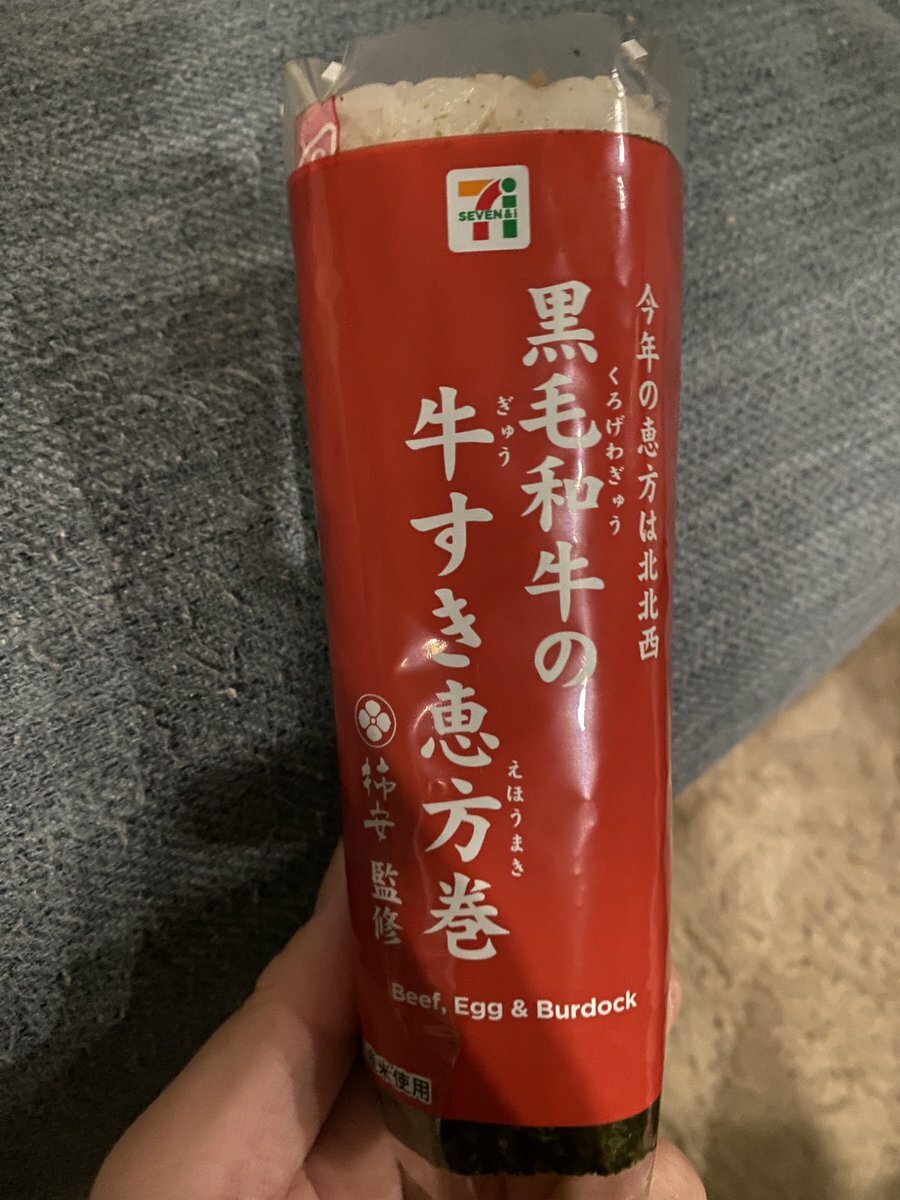 SEVEN&i
今年の恵方は北北西
黒毛和牛の
くろげわぎゅう
牛すき恵方巻
ぎゅう
えほうまき
柿安
監修
Beef, Egg & Burdock
米使用